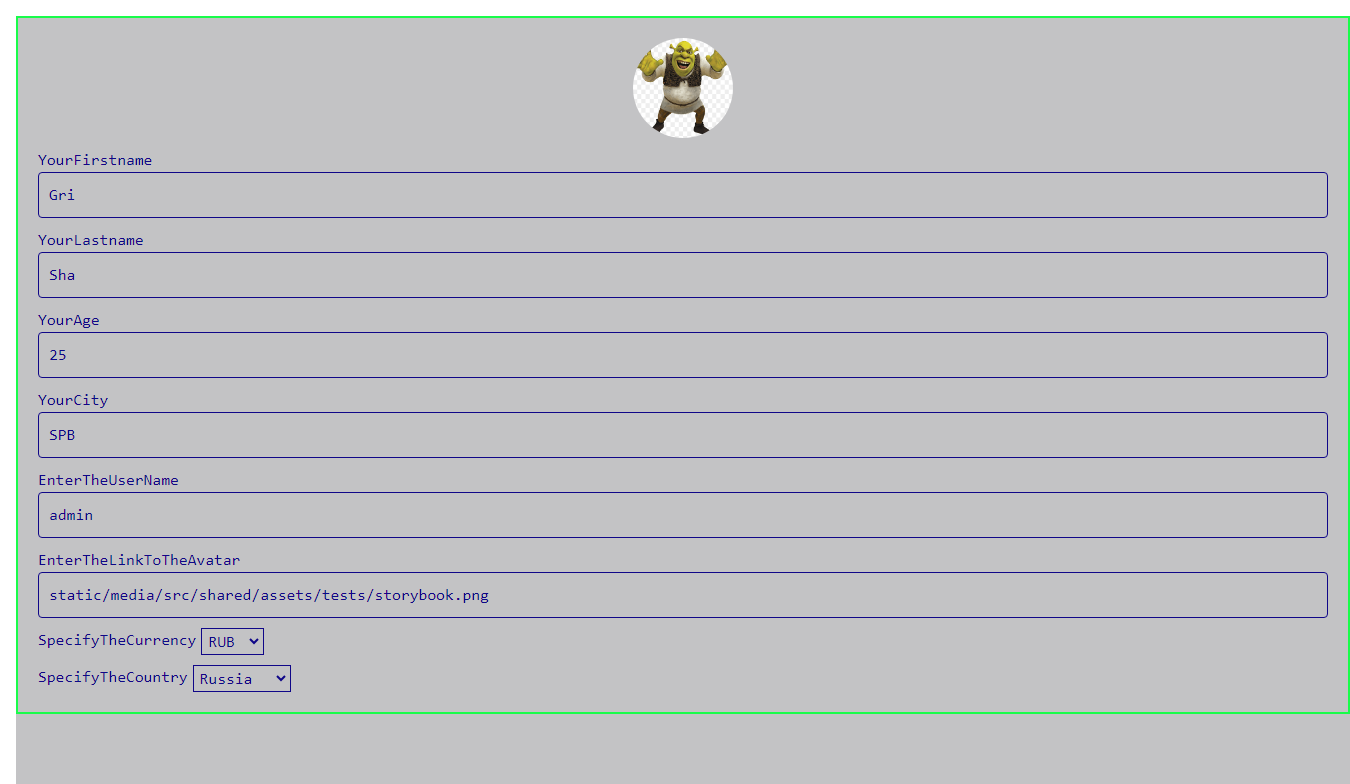 YourFirstname
Gri
YourLastname
Sha
YourAge
25
YourCity
SPB
EnterTheUserName
admin
EnterTheLinkToTheAvatar
static/media/src/shared/assets/tests/storybook.png
SpecifyTheCurrency RUB
SpecifyTheCountry Russia